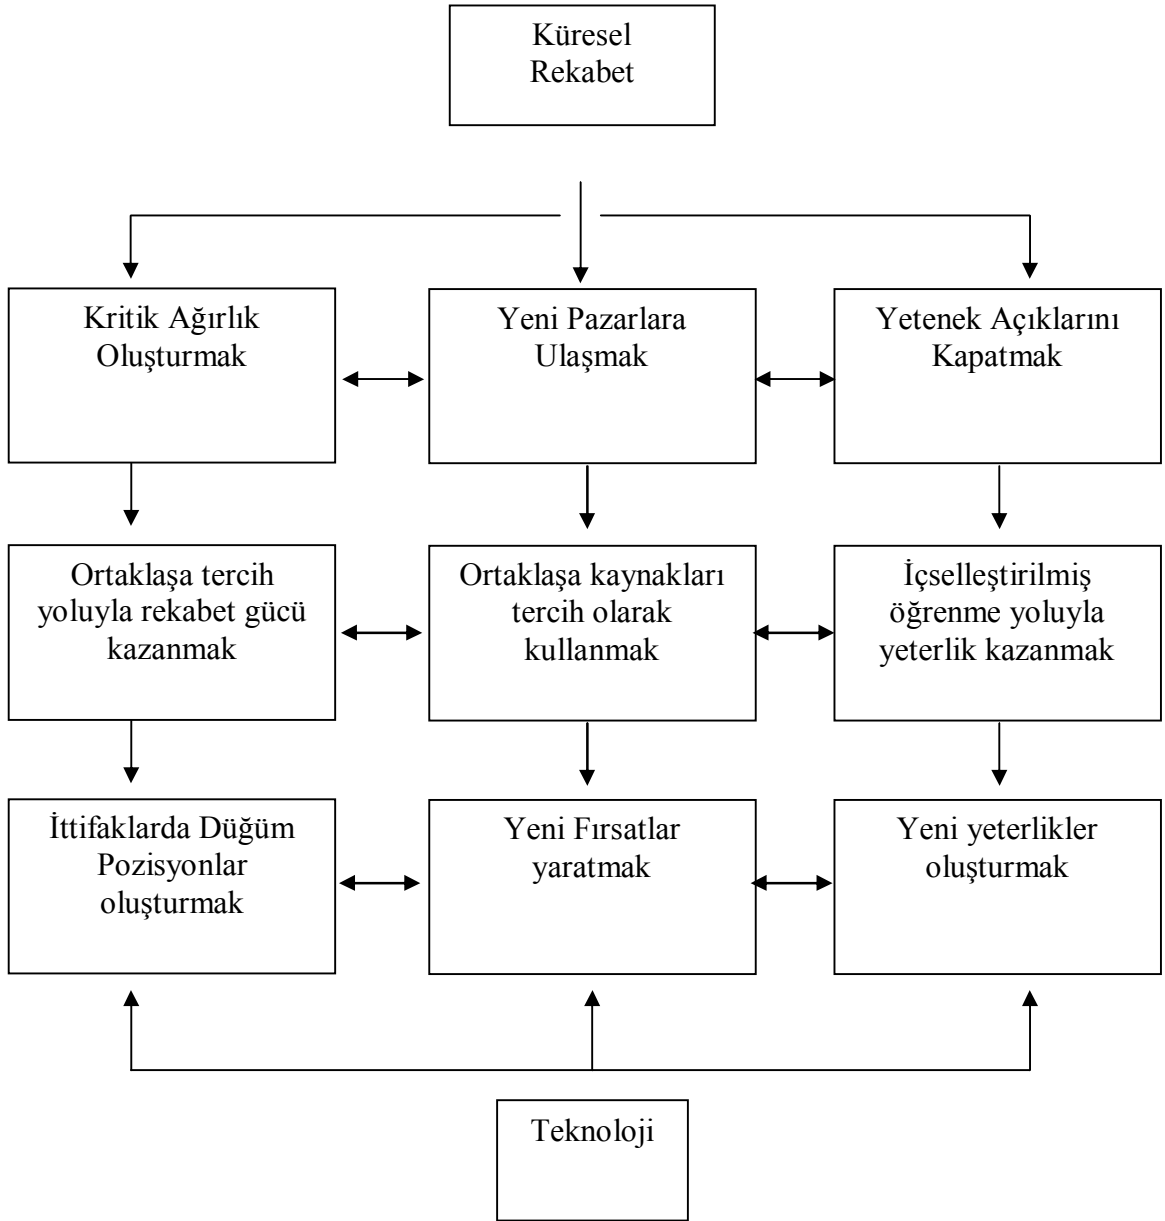 Küresel
Rekabet
Kritik Ağırlık
Oluşturmak
Yeni Pazarlara
Ulaşmak
Yetenek Açıklarını
Kapatmak
Ortaklaşa tercih
yoluyla rekabet gücü
kazanmak
Ortaklaşa kaynakları
tercih olarak
kullanmak
İçselleştirilmiş
öğrenme yoluyla
yeterlik kazanmak
İttifaklarda Düğüm
Pozisyonlar
oluşturmak
Yeni Fırsatlar
yaratmak
Yeni yeterlikler
oluşturmak
Teknoloji